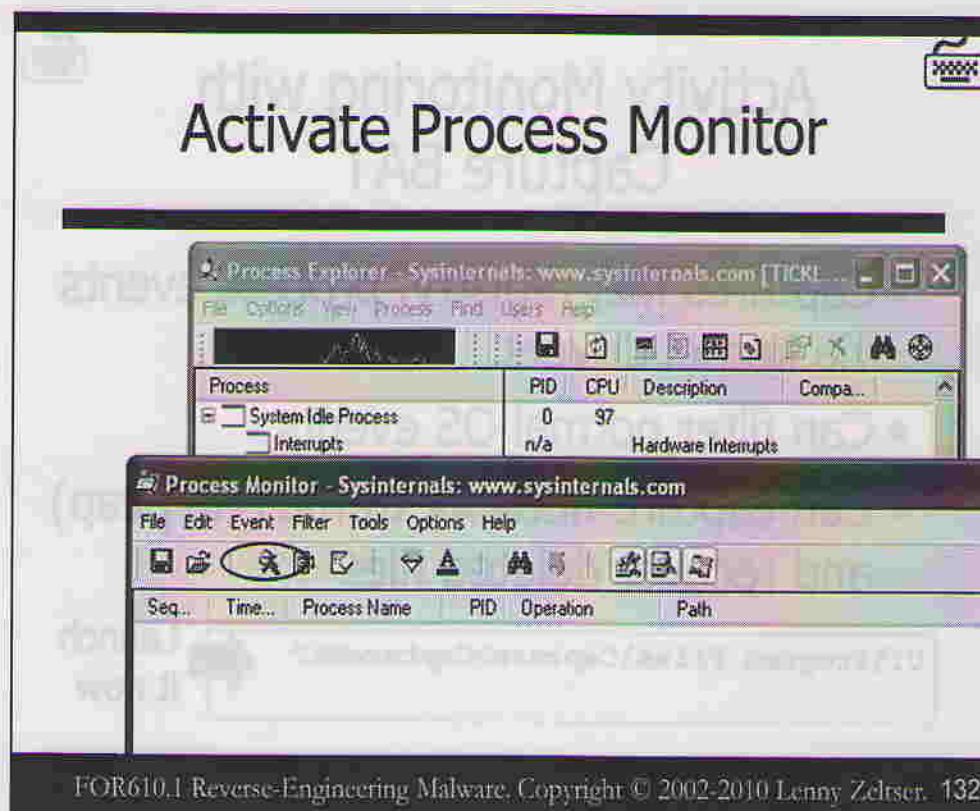 Activate Process Monitor
Process Explorer - Sysinternals: www.sysinternals.com [TICKL...
File Options View Process Find Users Help
Process PID CPU Description Compa...
System Idle Process 0 97
Interrupts n/a Hardware Interrupts
Process Monitor - Sysinternals: www.sysinternals.com
File Edit Event Filter Tools Options Help
Seq... Time... Process Name PID Operation Path
FOR610.1 Reverse-Engineering Malware. Copyright © 2002-2010 Lenny Zeltser. 132